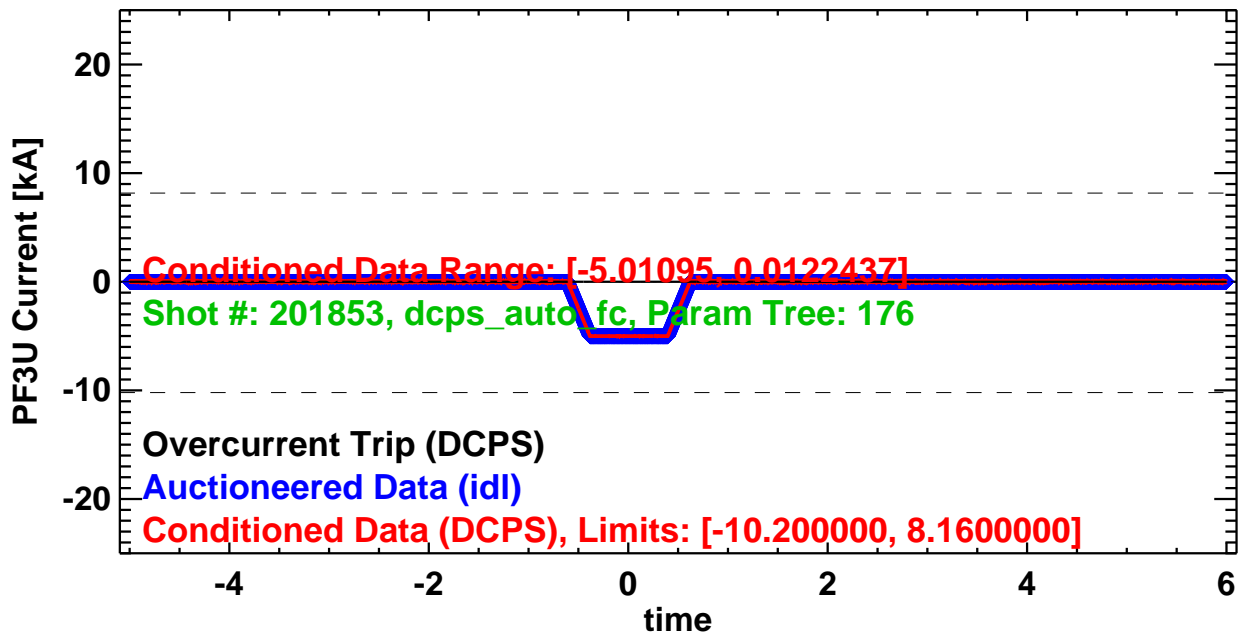 20
10
0
-10
-20
PF3U Current [kA]
Conditioned Data Range: [-5.01095, 0.0122437]
Shot #: 201853, dcps_auto_fc, Param Tree: 176
Overcurrent Trip (DCPS)
Auctioneered Data (idl)
Conditioned Data (DCPS), Limits: [-10.200000, 8.1600000]
-4 -2 0 2 4 6
time